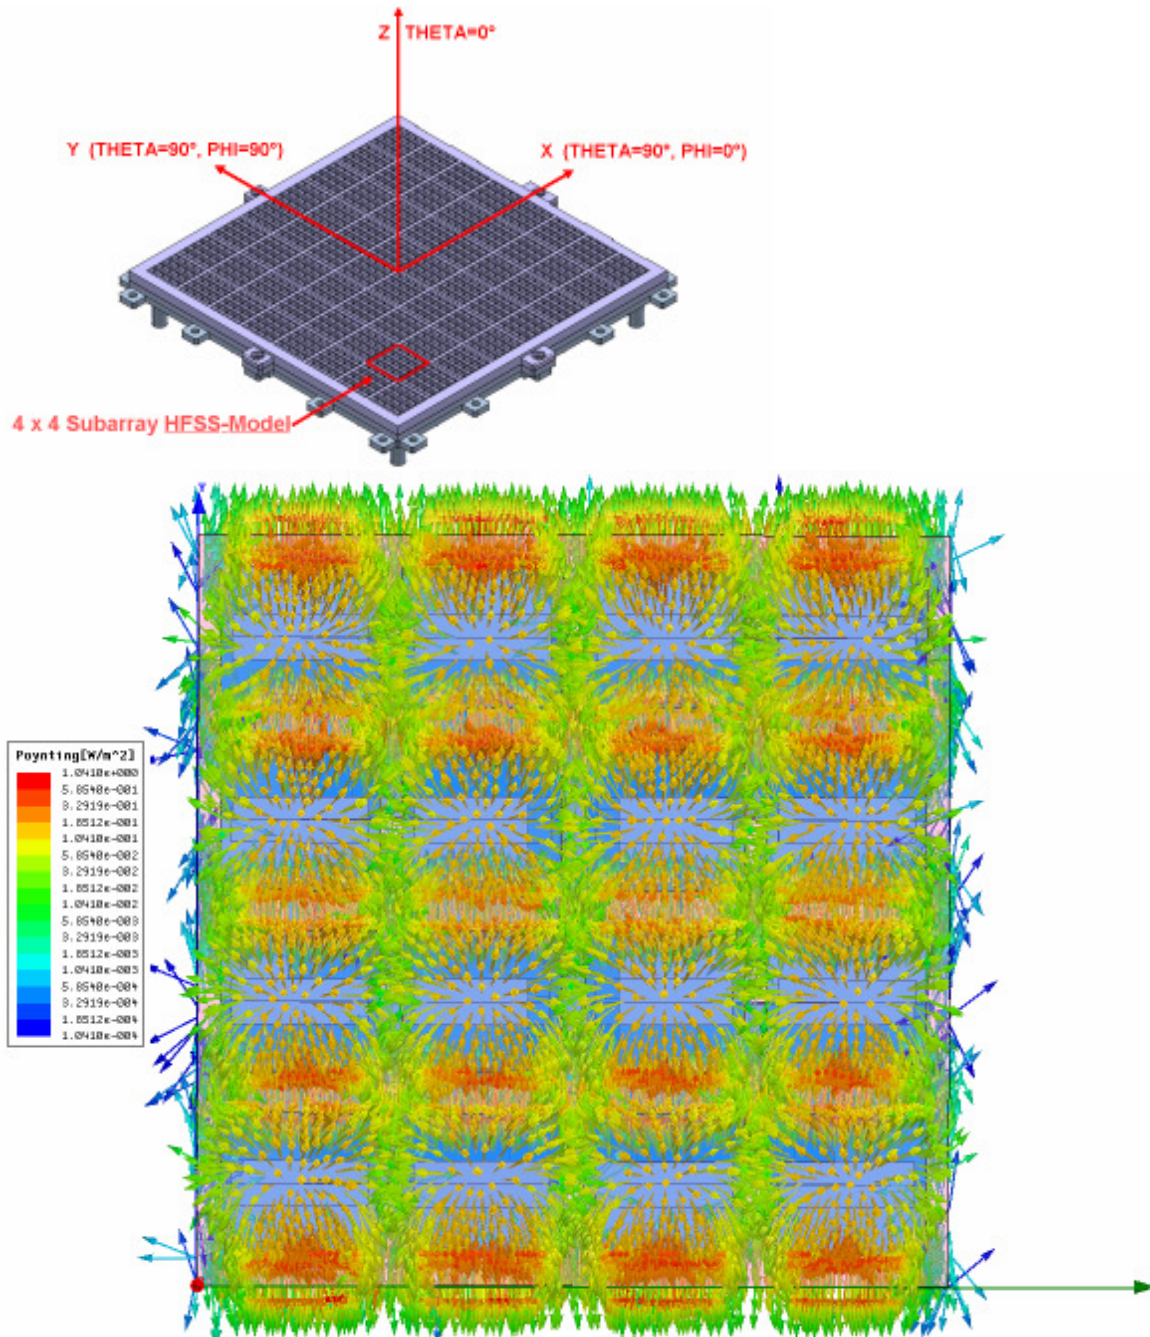 Z THETA=0°
Y (THETA=90°, PHI=90°)
X (THETA=90°, PHI=0°)
4 x 4 Subarray HFSS-Model
Poynting[W/m^2]
1.0410e+000
5.8540e-001
3.2919e-001
1.8512e-001
1.0410e-001
5.8540e-002
3.2919e-002
1.8512e-002
1.0410e-002
5.8540e-003
3.2919e-003
1.8512e-003
1.0410e-003
5.8540e-004
3.2919e-004
1.8512e-004
1.0410e-004